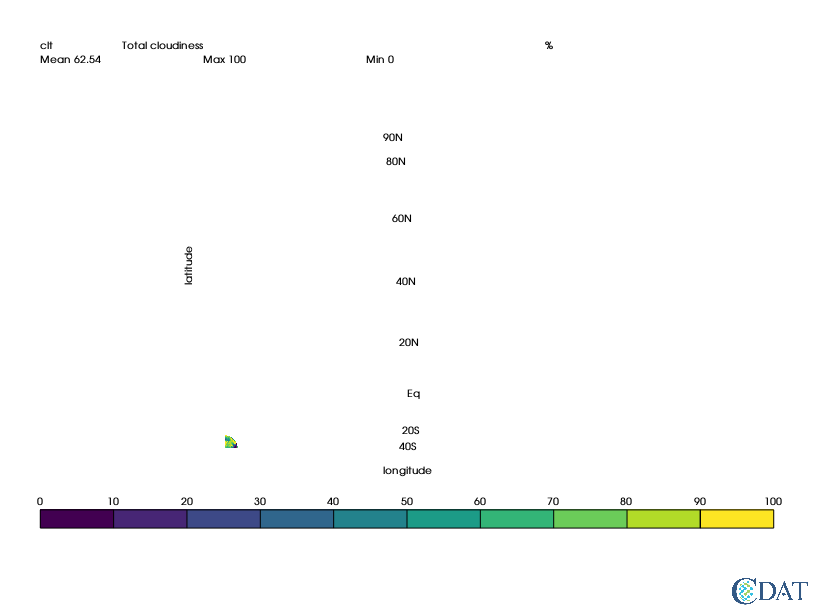 clt Total cloudiness %
Mean 62.54 Max 100 Min 0
90N
80N
60N
latitude
40N
20N
Eq
20S
40S
longitude
0 10 20 30 40 50 60 70 80 90 100
CDAT